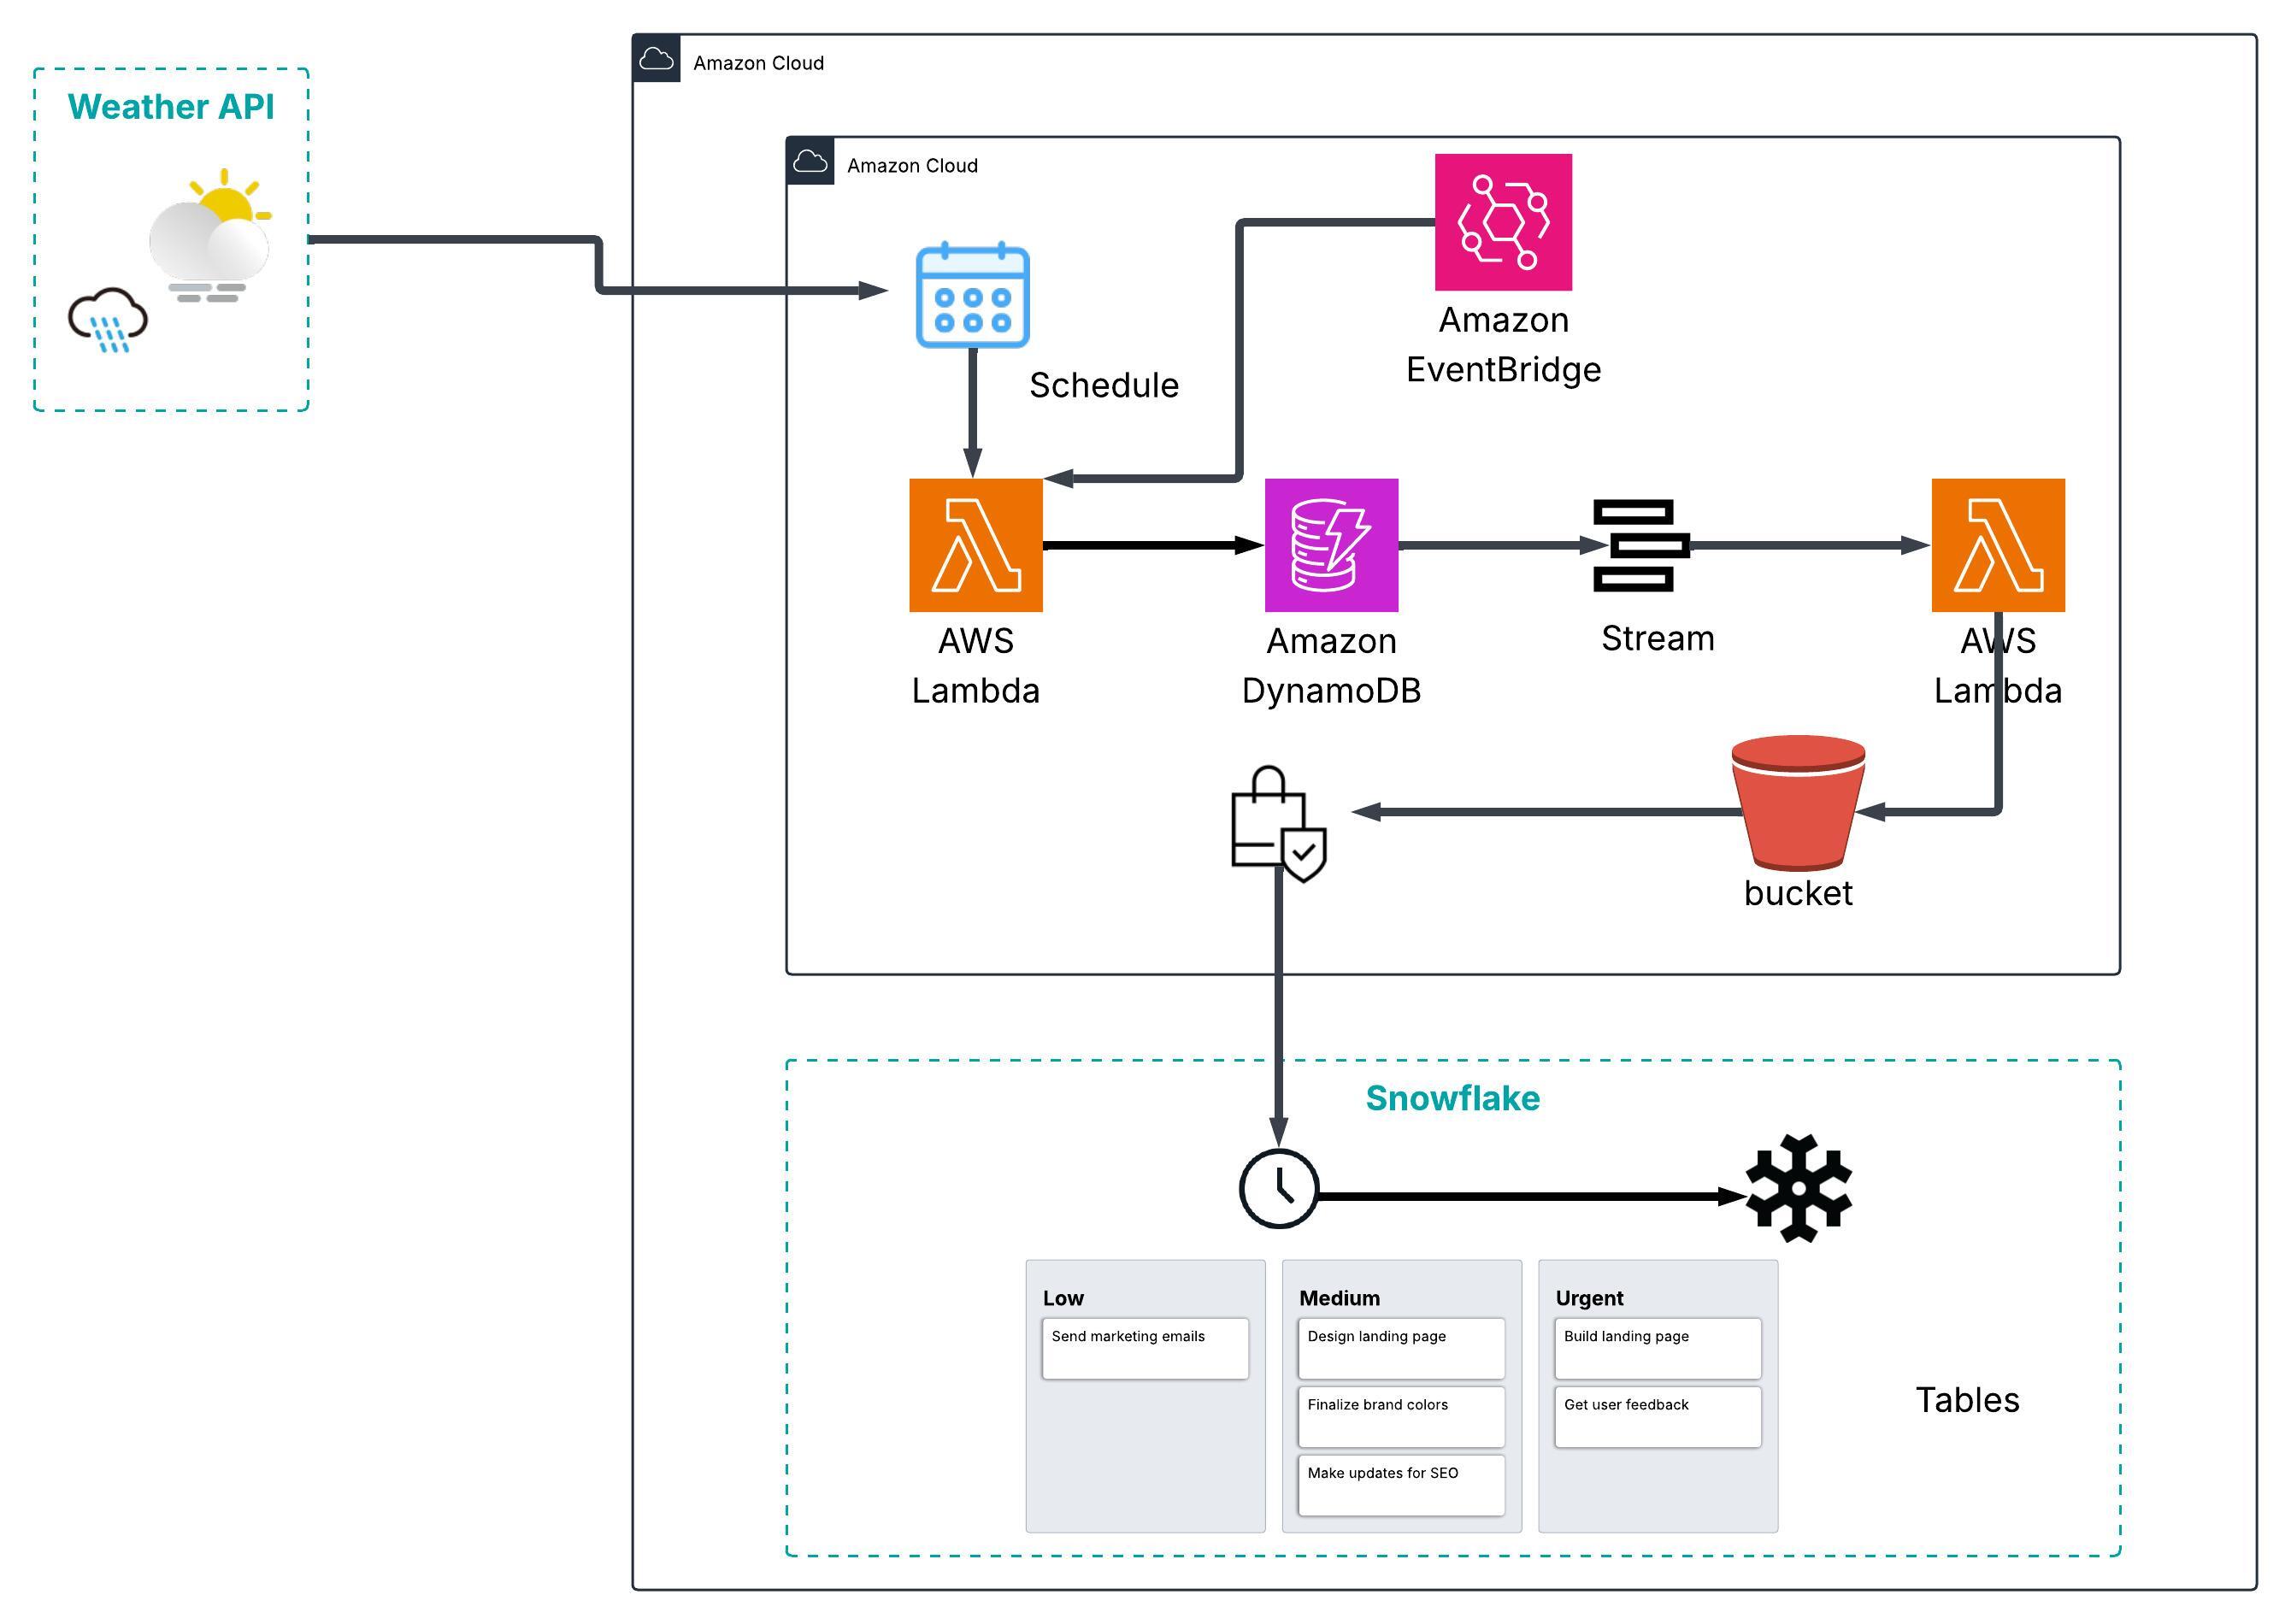 Amazon Cloud
Weather API
Amazon Cloud
Amazon
EventBridge
Schedule
AWS
Lambda
Amazon
DynamoDB
Stream
AWS
Lambda
bucket
Snowflake
Low
Send marketing emails
Medium
Design landing page
Finalize brand colors
Make updates for SEO
Urgent
Build landing page
Get user feedback
Tables